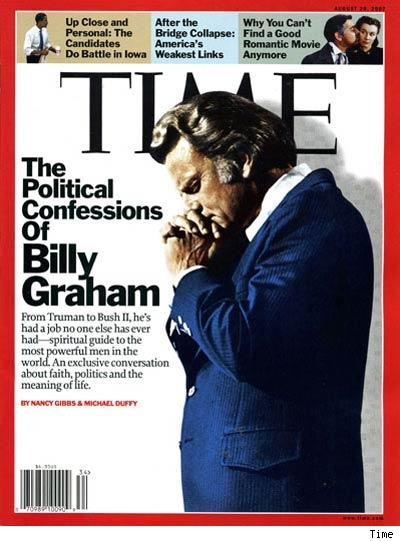 AUGUST 20, 2007
Up Close and
Personal: The
Candidates
Do Battle in Iowa
After the
Bridge Collapse:
America's
Weakest Links
Why You Can't
Find a Good
Romantic Movie
Anymore
TIME
The
Political
Confessions
Of
Billy
Graham
From Truman to Bush II, he's
had a job no one else has ever
had—spiritual guide to the
most powerful men in the
world. An exclusive conversation
about faith, politics and the
meaning of life.
BY NANCY GIBBS & MICHAEL DUFFY
34
70989 10090
www.time.com
Time